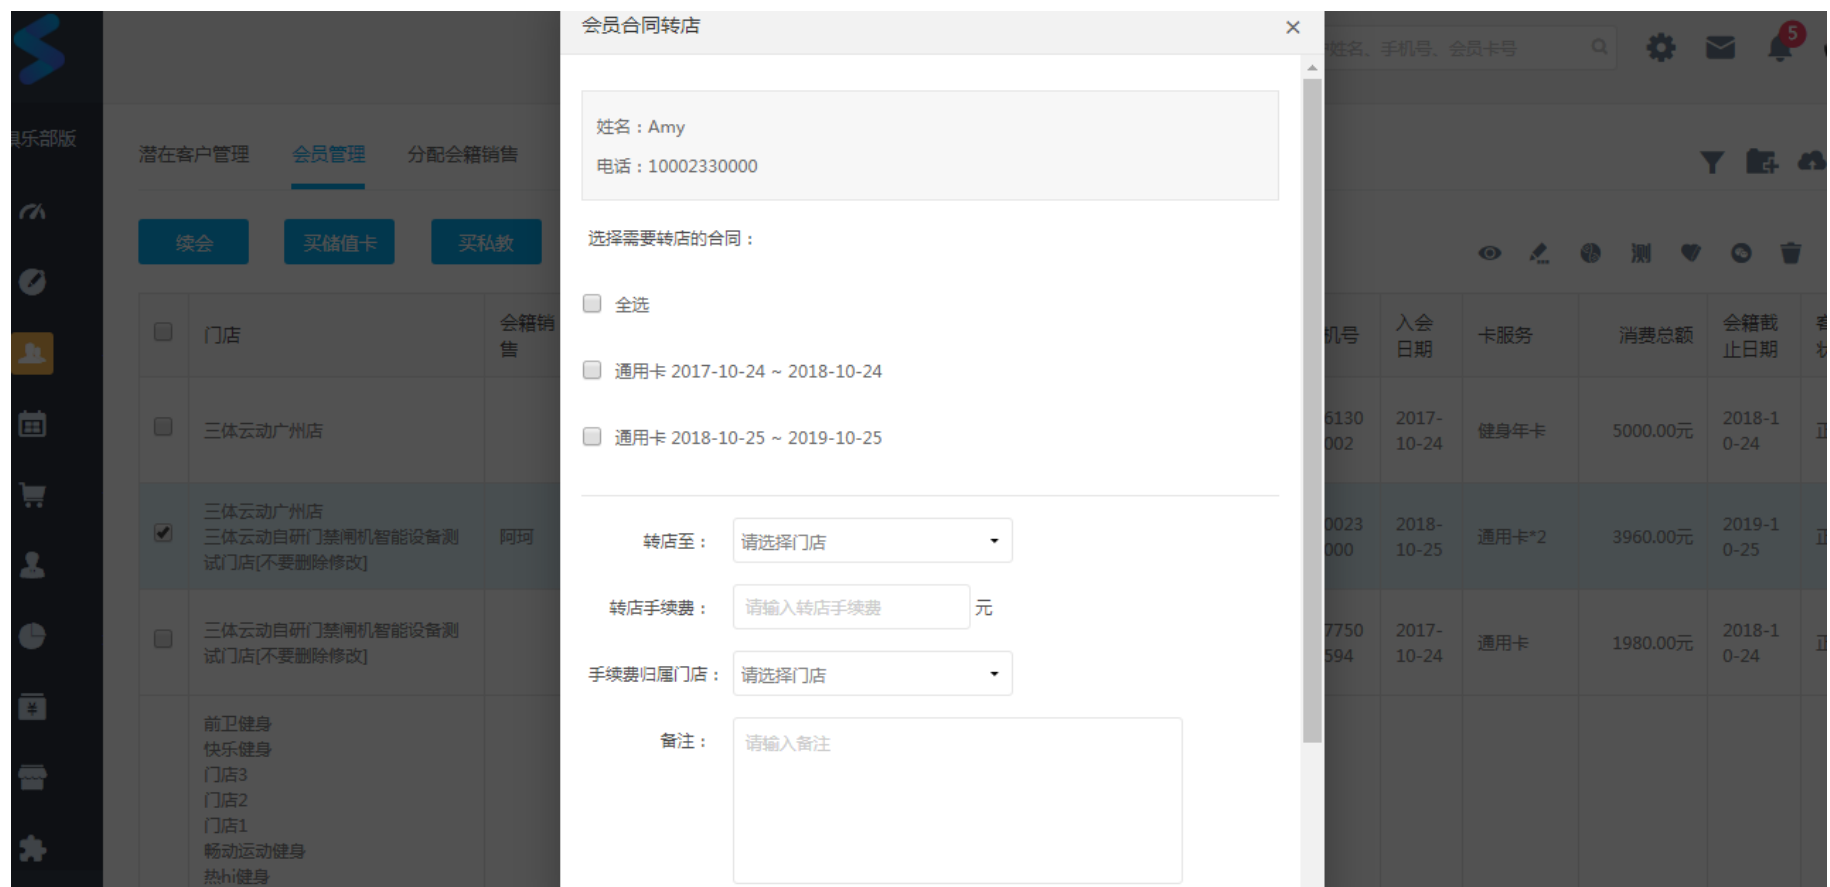 会员合同转店
×
姓名、手机号、会员卡号
5
俱乐部版
潜在客户管理
会员管理
分配会籍销售
姓名：Amy
电话：10002330000
续会
买储值卡
买私教
测
选择需要转店的合同：
全选
通用卡 2017-10-24 ~ 2018-10-24
通用卡 2018-10-25 ~ 2019-10-25
门店
会籍销
售
机号
入会
日期
卡服务
消费总额
会籍截
止日期
三体云动广州店
6130
002
2017-
10-24
健身年卡
5000.00元
2018-1
0-24
正
三体云动广州店
三体云动自研门禁闸机智能设备测
试门店[不要删除修改]
阿珂
0023
000
2018-
10-25
通用卡*2
3960.00元
2019-1
0-25
正
三体云动自研门禁闸机智能设备测
试门店[不要删除修改]
7750
594
2017-
10-24
通用卡
1980.00元
2018-1
0-24
正
前卫健身
快乐健身
门店3
门店2
门店1
畅动运动健身
热hi健身
转店至：
请选择门店
转店手续费：
请输入转店手续费
元
手续费归属门店：
请选择门店
备注：
请输入备注